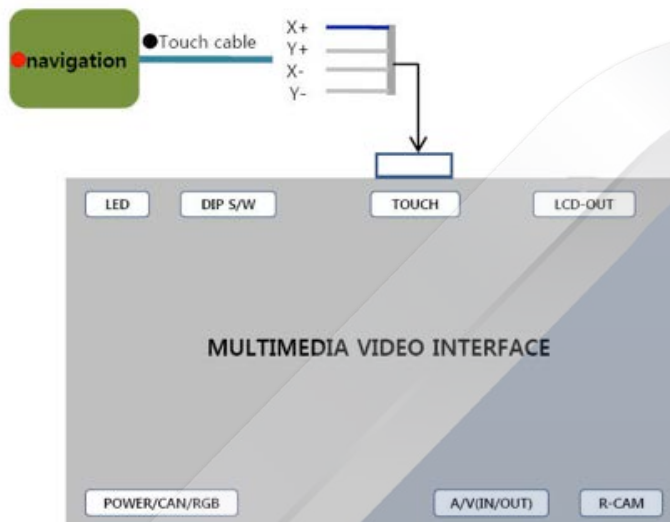 X+
Touch cable
Y+
navigation
X-
Y-
LED
DIP S/W
TOUCH
LCD-OUT
MULTIMEDIA VIDEO INTERFACE
POWER/CAN/RGB
A/V(IN/OUT)
R-CAM